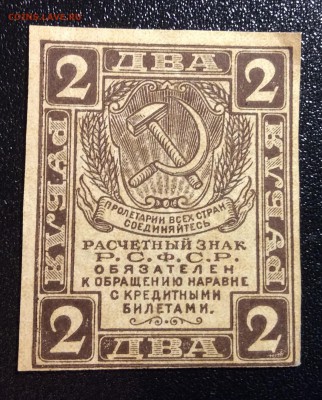 coins.lave.ru
2 ДВА 2
РУБЛЯ
РУБЛЯ
ПРОЛЕТАРИИ ВСЕХ СТРАН
СОЕДИНЯЙТЕСЬ
РАСЧЕТНЫЙ ЗНАК
Р.С.Ф.С.Р.
ОБЯЗАТЕЛЕН
К ОБРАЩЕНИЮ НАРАВНЕ
С КРЕДИТНЫМИ
БИЛЕТАМИ.
2 ДВА 2